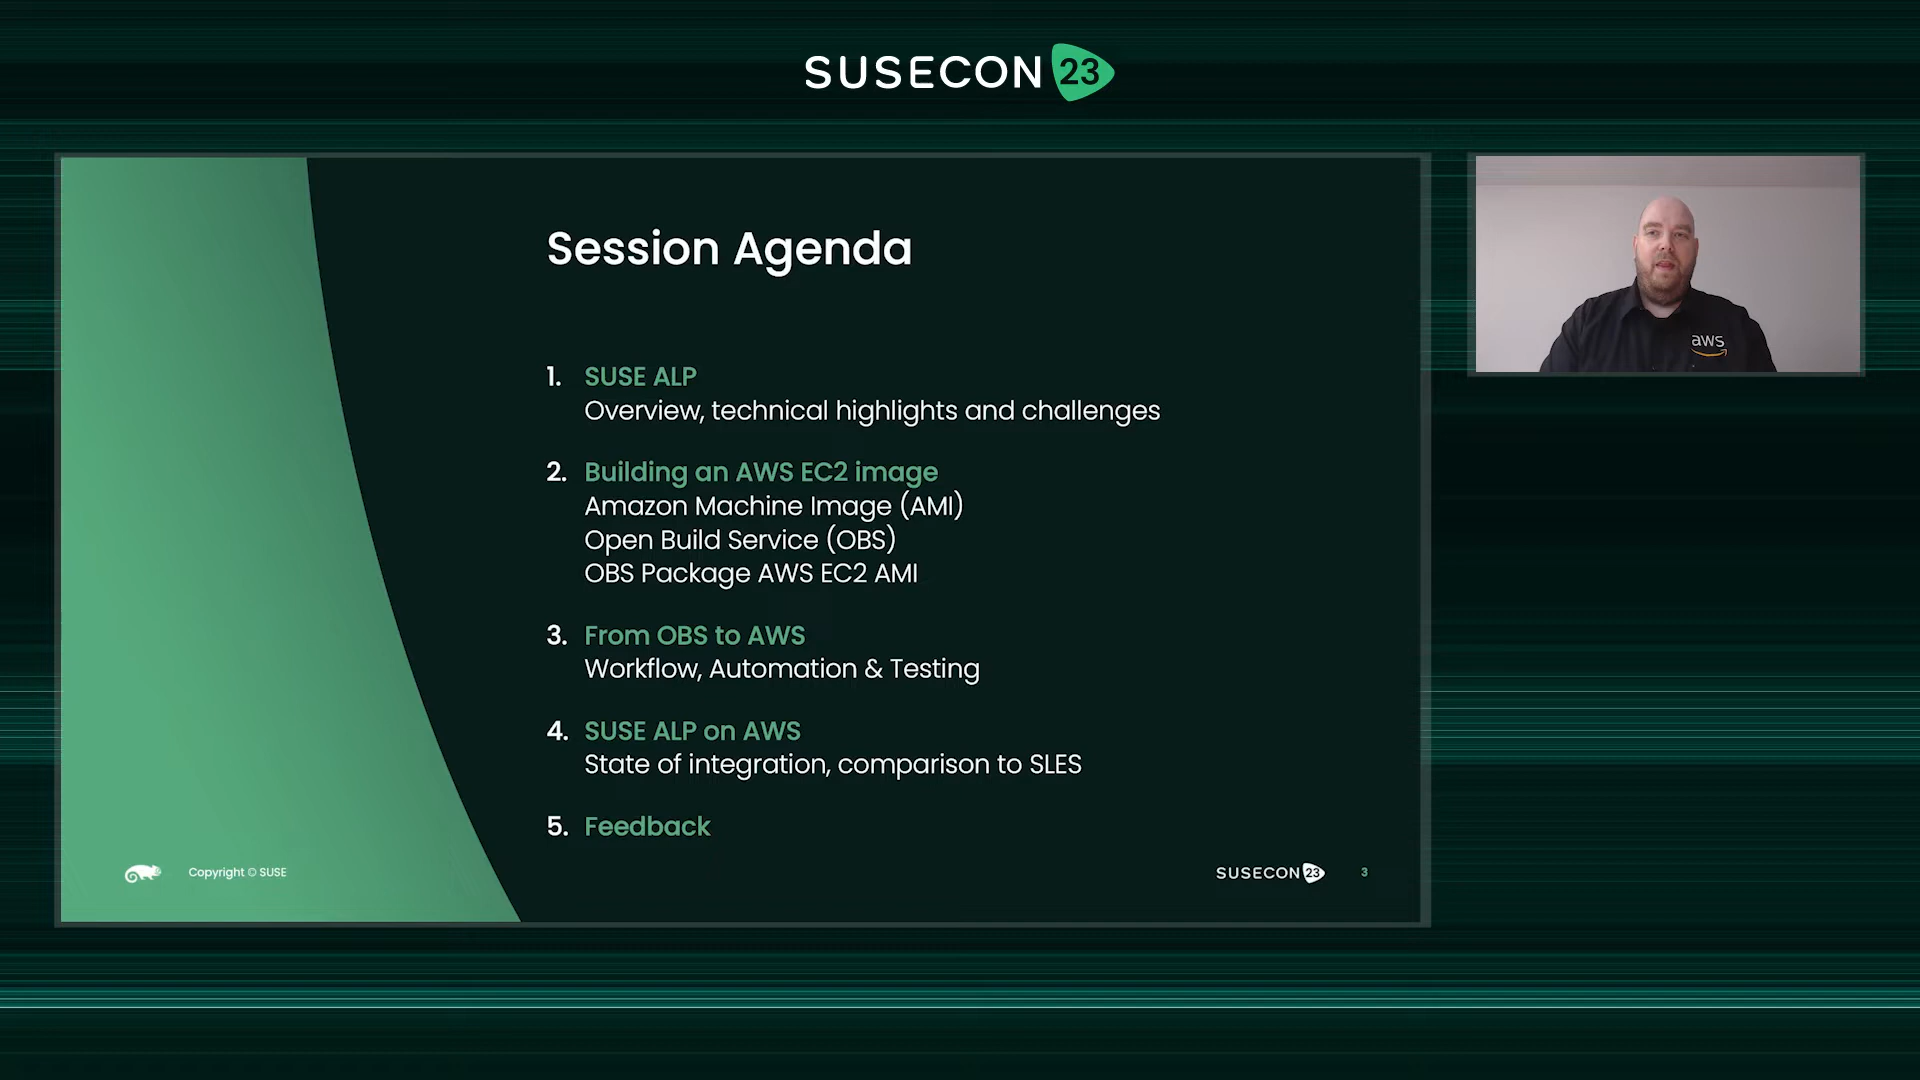 SUSECON 23
Session Agenda
1. SUSE ALP
Overview, technical highlights and challenges
2. Building an AWS EC2 image
Amazon Machine Image (AMI)
Open Build Service (OBS)
OBS Package AWS EC2 AMI
3. From OBS to AWS
Workflow, Automation & Testing
4. SUSE ALP on AWS
State of integration, comparison to SLES
5. Feedback
Copyright © SUSE
SUSECON 23
3
aws